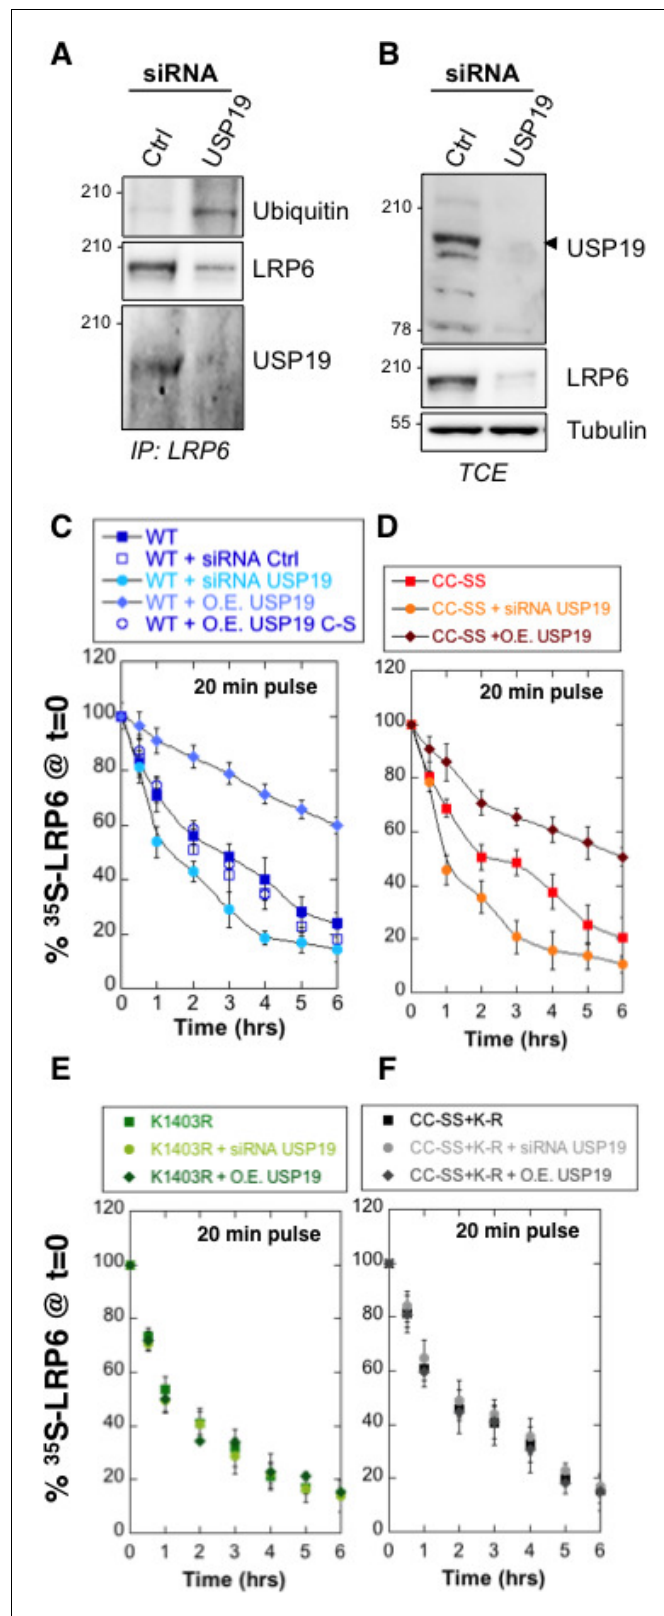 A
siRNA
Ctrl
USP19
210
Ubiquitin
210
LRP6
210
USP19
IP: LRP6
B
siRNA
Ctrl
USP19
210
USP19
78
210
LRP6
55
Tubulin
TCE
C
WT
WT + siRNA Ctrl
WT + siRNA USP19
WT + O.E. USP19
WT + O.E. USP19 C-S
120
20 min pulse
100
80
60
40
20
0
0 1 2 3 4 5 6
Time (hrs)
% 35S-LRP6 @ t=0
D
CC-SS
CC-SS + siRNA USP19
CC-SS +O.E. USP19
120
20 min pulse
100
80
60
40
20
0
0 1 2 3 4 5 6
Time (hrs)
E
K1403R
K1403R + siRNA USP19
K1403R + O.E. USP19
120
20 min pulse
100
80
60
40
20
0
0 1 2 3 4 5 6
Time (hrs)
% 35S-LRP6 @ t=0
F
CC-SS+K-R
CC-SS+K-R + siRNA USP19
CC-SS+K-R + O.E. USP19
120
20 min pulse
100
80
60
40
20
0
0 1 2 3 4 5 6
Time (hrs)